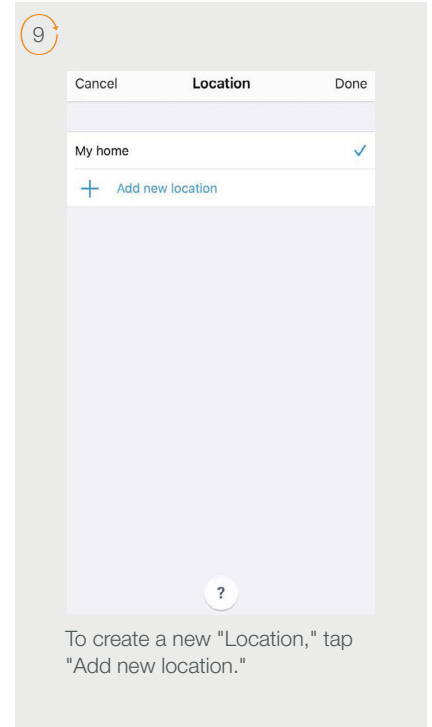 9
Cancel Location Done
My home
Add new location
?
To create a new "Location," tap
"Add new location."